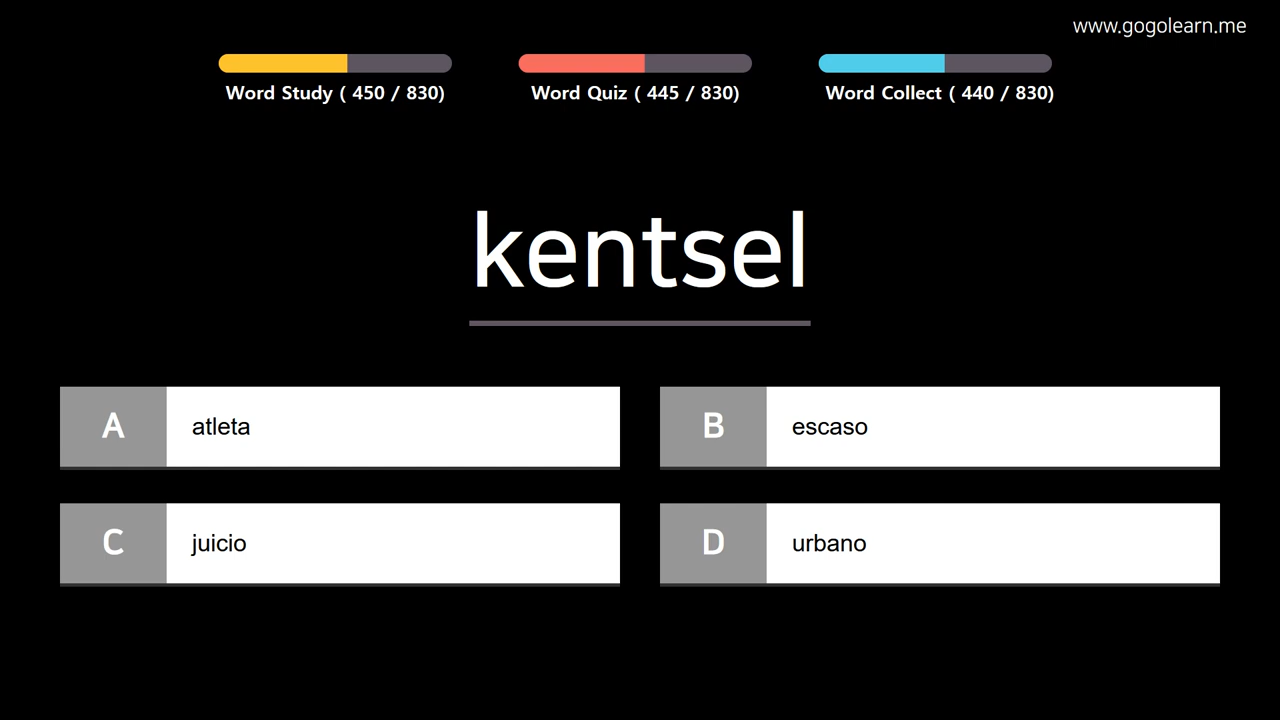 www.gogolearn.me
Word Study ( 450 / 830)
Word Quiz ( 445 / 830)
Word Collect ( 440 / 830)
kentsel
A
atleta
B
escaso
C
juicio
D
urbano